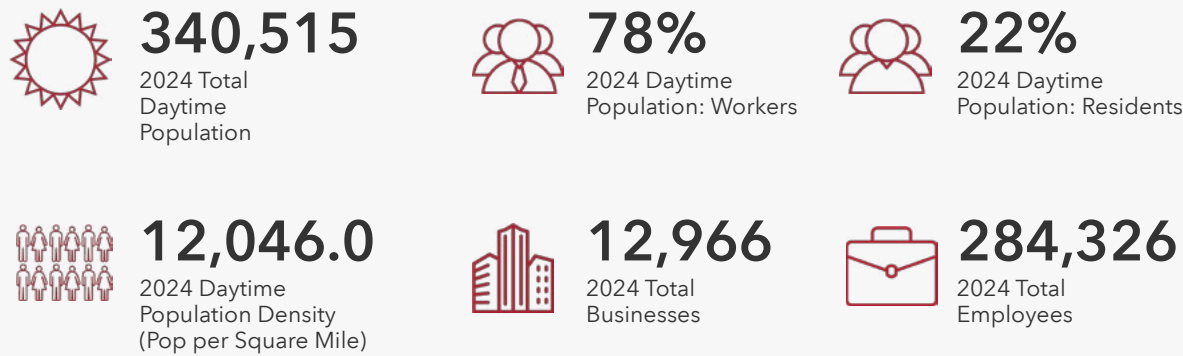 340,515
2024 Total
Daytime
Population
78%
2024 Daytime
Population: Workers
22%
2024 Daytime
Population: Residents
12,046.0
2024 Daytime
Population Density
(Pop per Square Mile)
12,966
2024 Total
Businesses
284,326
2024 Total
Employees